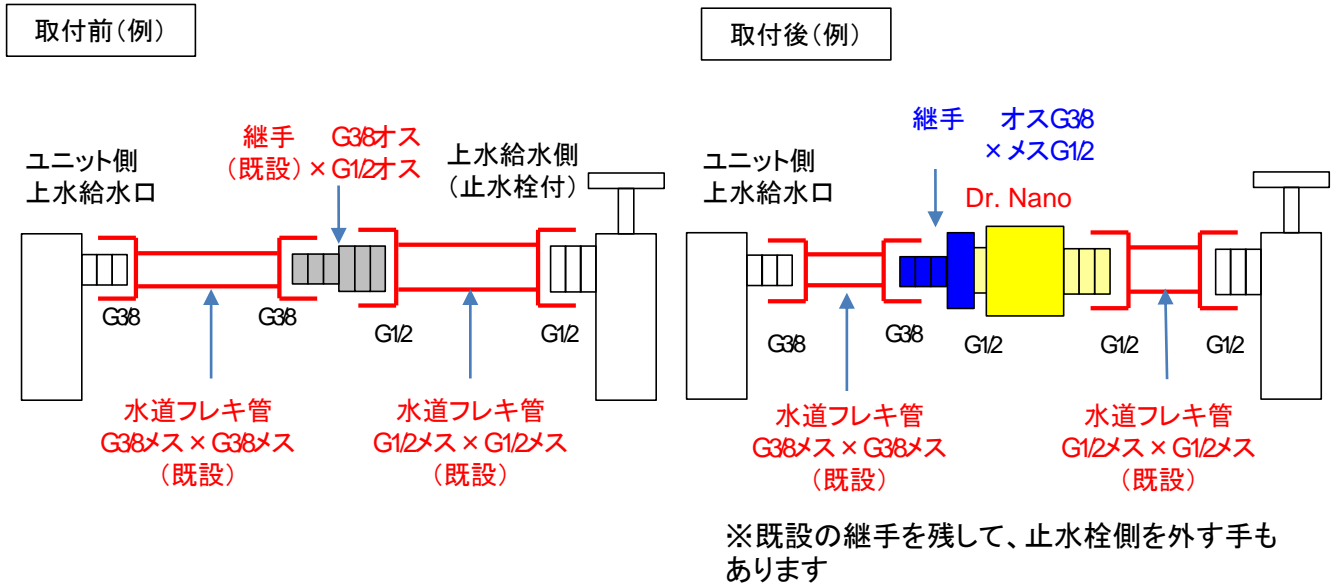 取付前(例)
継手 G3/8オス
(既設)×G1/2オス
ユニット側
上水給水口
上水給水側
(止水栓付)
G3/8
G3/8
G1/2
G1/2
水道フレキ管
G3/8メス×G3/8メス
(既設)
水道フレキ管
G1/2メス×G1/2メス
(既設)
取付後(例)
継手 オスG3/8
×メスG1/2
ユニット側
上水給水口
Dr. Nano
G3/8
G3/8
G1/2
G1/2
G1/2
水道フレキ管
G3/8メス×G3/8メス
(既設)
水道フレキ管
G1/2メス×G1/2メス
(既設)
※既設の継手を残して、止水栓側を外す手も
あります